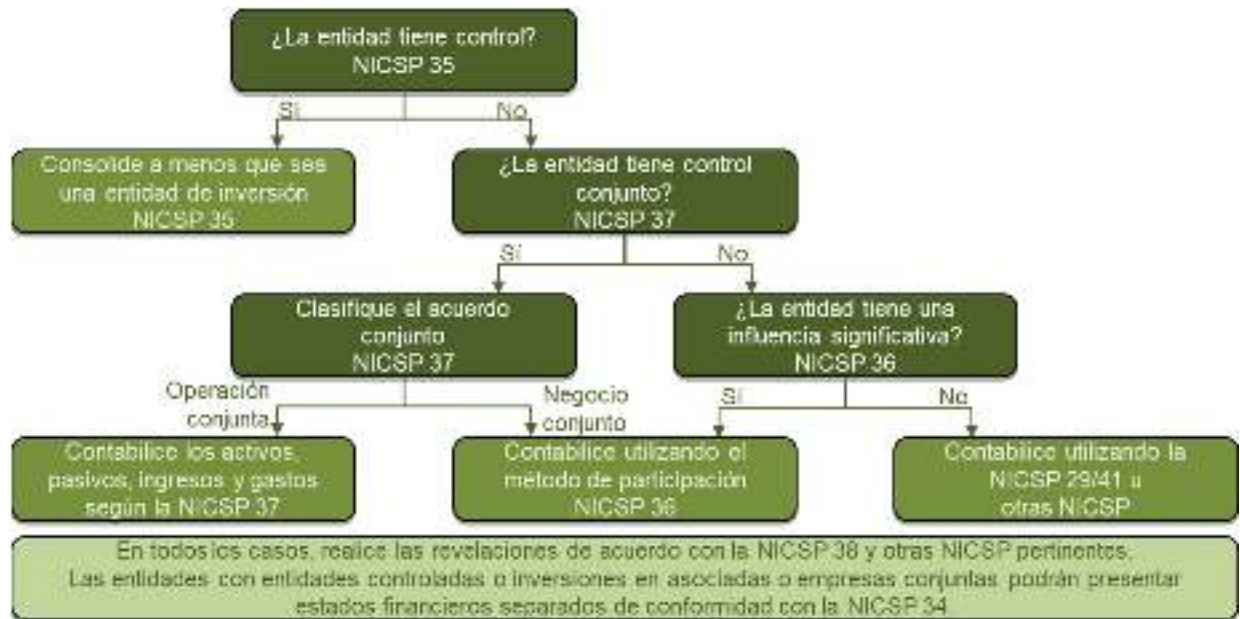 ¿La entidad tiene control?
NICSP 35
Sí
No
Consolide a menos que sea
una entidad de inversión
NICSP 35
¿La entidad tiene control
conjunto?
NICSP 37
Sí
No
Clasifique el acuerdo
conjunto
NICSP 37
¿La entidad tiene una
influencia significativa?
NICSP 36
Operación
conjunta
Negocio
conjunto
Sí
No
Contabilice los activos,
pasivos, ingresos y gastos
según la NICSP 37
Contabilice utilizando el
método de participación
NICSP 36
Contabilice utilizando la
NICSP 29/41 u
otras NICSP
En todos los casos, realice las revelaciones de acuerdo con la NICSP 38 y otras NICSP pertinentes.
Las entidades con entidades controladas o inversiones en asociadas o empresas conjuntas podrán presentar
estados financieros separados de conformidad con la NICSP 34.